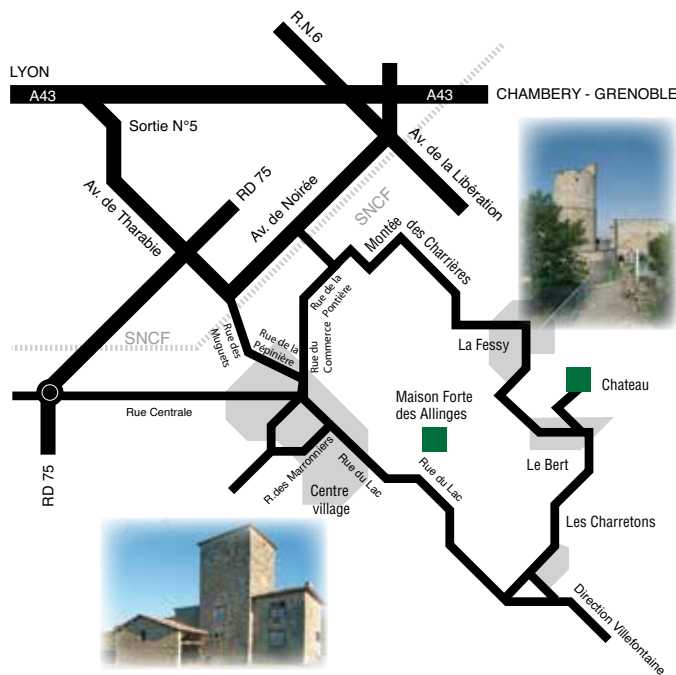 R.N.6
LYON
A43
A43
CHAMBERY - GRENOBLE
Sortie N°5
Av. de la Libération
RD 75
Av. de Noirée
Av. de Tharabie
SNCF
Montée
des Charrières
Rue de la
Pontière
SNCF
Rue des
Muguets
Rue de la
Pépinière
Rue du
Commerce
La Fessy
Chateau
Maison Forte
des Allinges
Rue Centrale
RD 75
R.des Marronniers
Rue du Lac
Rue du Lac
Le Bert
Centre
village
Les Charretons
Direction Villefontaine